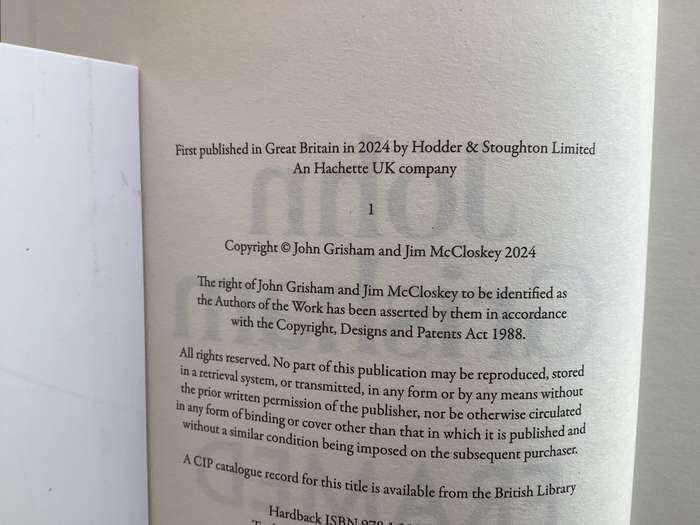 First published in Great Britain in 2024 by Hodder & Stoughton Limited
An Hachette UK company
1
Copyright © John Grisham and Jim McCloskey 2024
The right of John Grisham and Jim McCloskey to be identified as
the Authors of the Work has been asserted by them in accordance
with the Copyright, Designs and Patents Act 1988.
All rights reserved. No part of this publication may be reproduced, stored
in a retrieval system, or transmitted, in any form or by any means without
the prior written permission of the publisher, nor be otherwise circulated
in any form of binding or cover other than that in which it is published and
without a similar condition being imposed on the subsequent purchaser.
A CIP catalogue record for this title is available from the British Library
Hardback ISBN